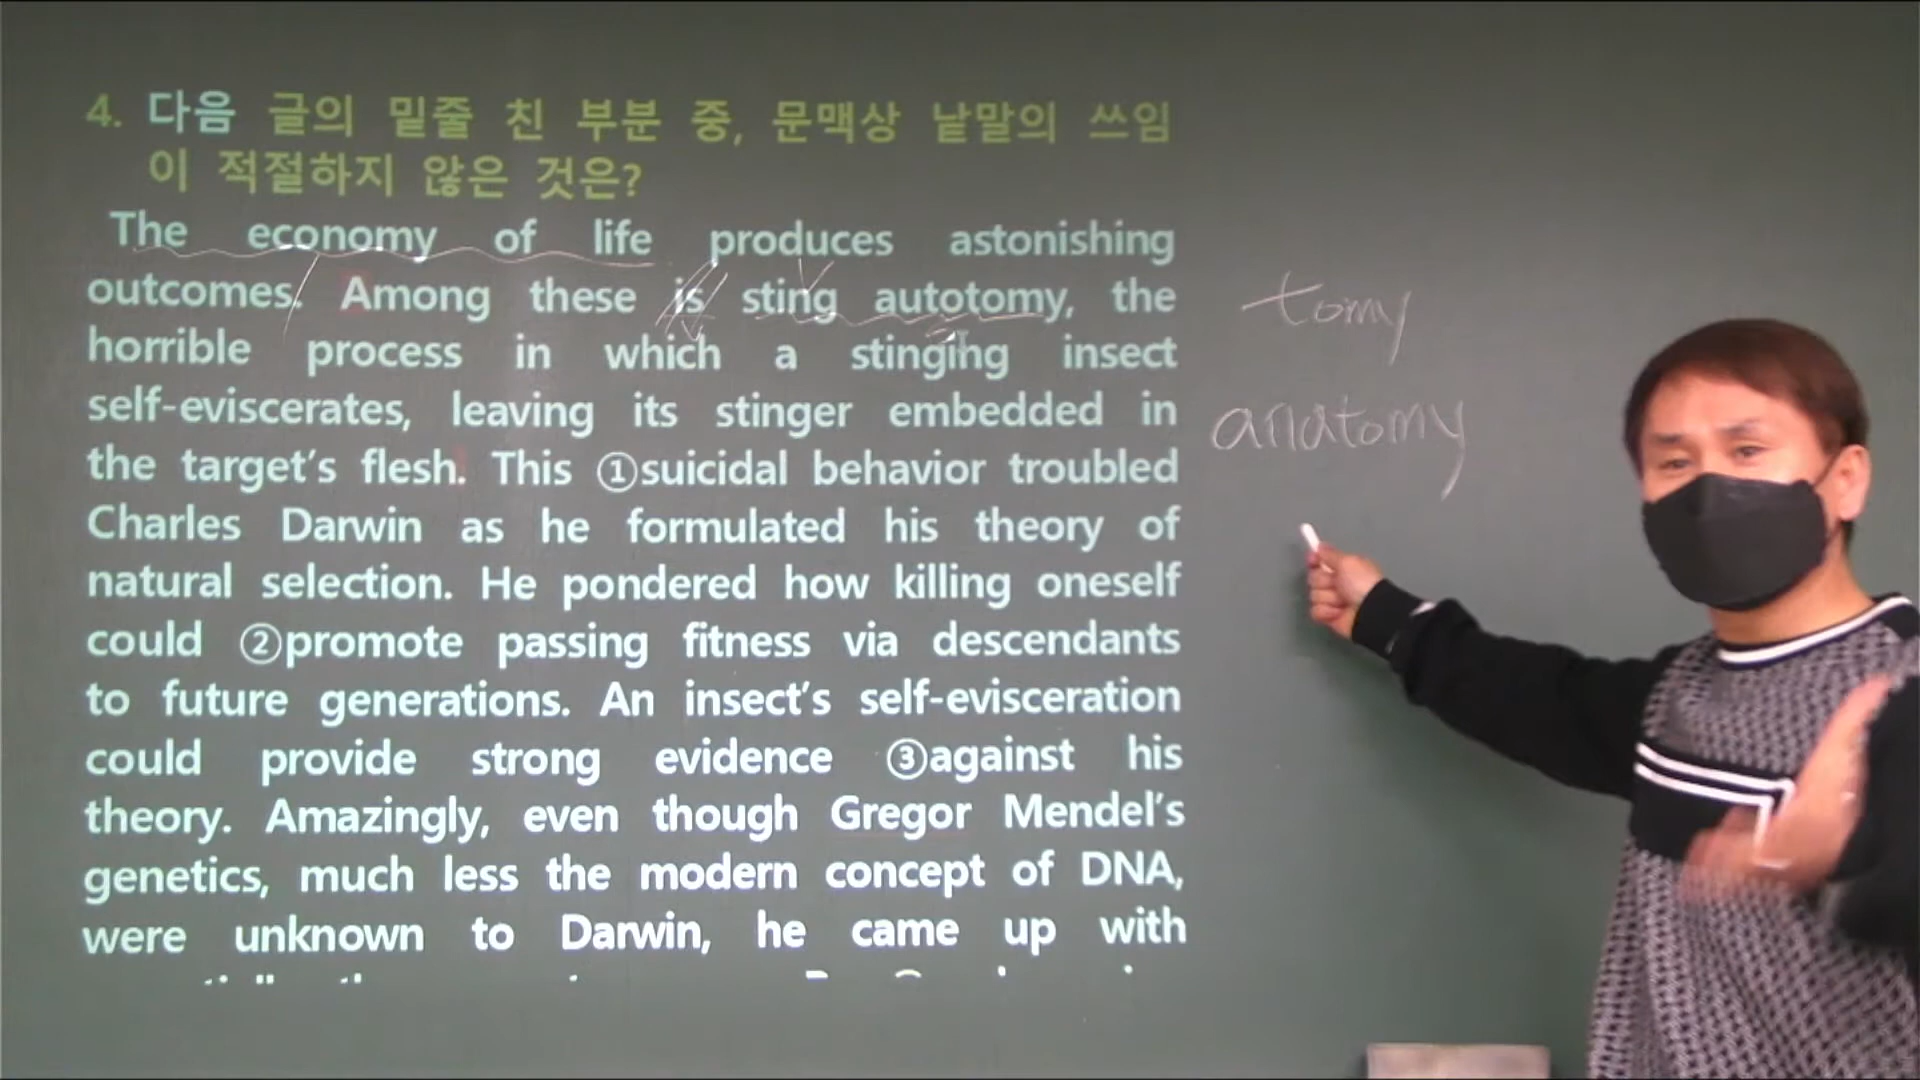 4. 다음 글의 밑줄 친 부분 중, 문맥상 낱말의 쓰임
이 적절하지 않은 것은?
The economy of life produces astonishing
outcomes. Among these is sting autotomy, the
horrible process in which a stinging insect
self-eviscerates, leaving its stinger embedded in
the target's flesh. This ①suicidal behavior troubled
Charles Darwin as he formulated his theory of
natural selection. He pondered how killing oneself
could ②promote passing fitness via descendants
to future generations. An insect's self-evisceration
could provide strong evidence ③against his
theory. Amazingly, even though Gregor Mendel's
genetics, much less the modern concept of DNA,
were unknown to Darwin, he came up with
tomy
anatomy